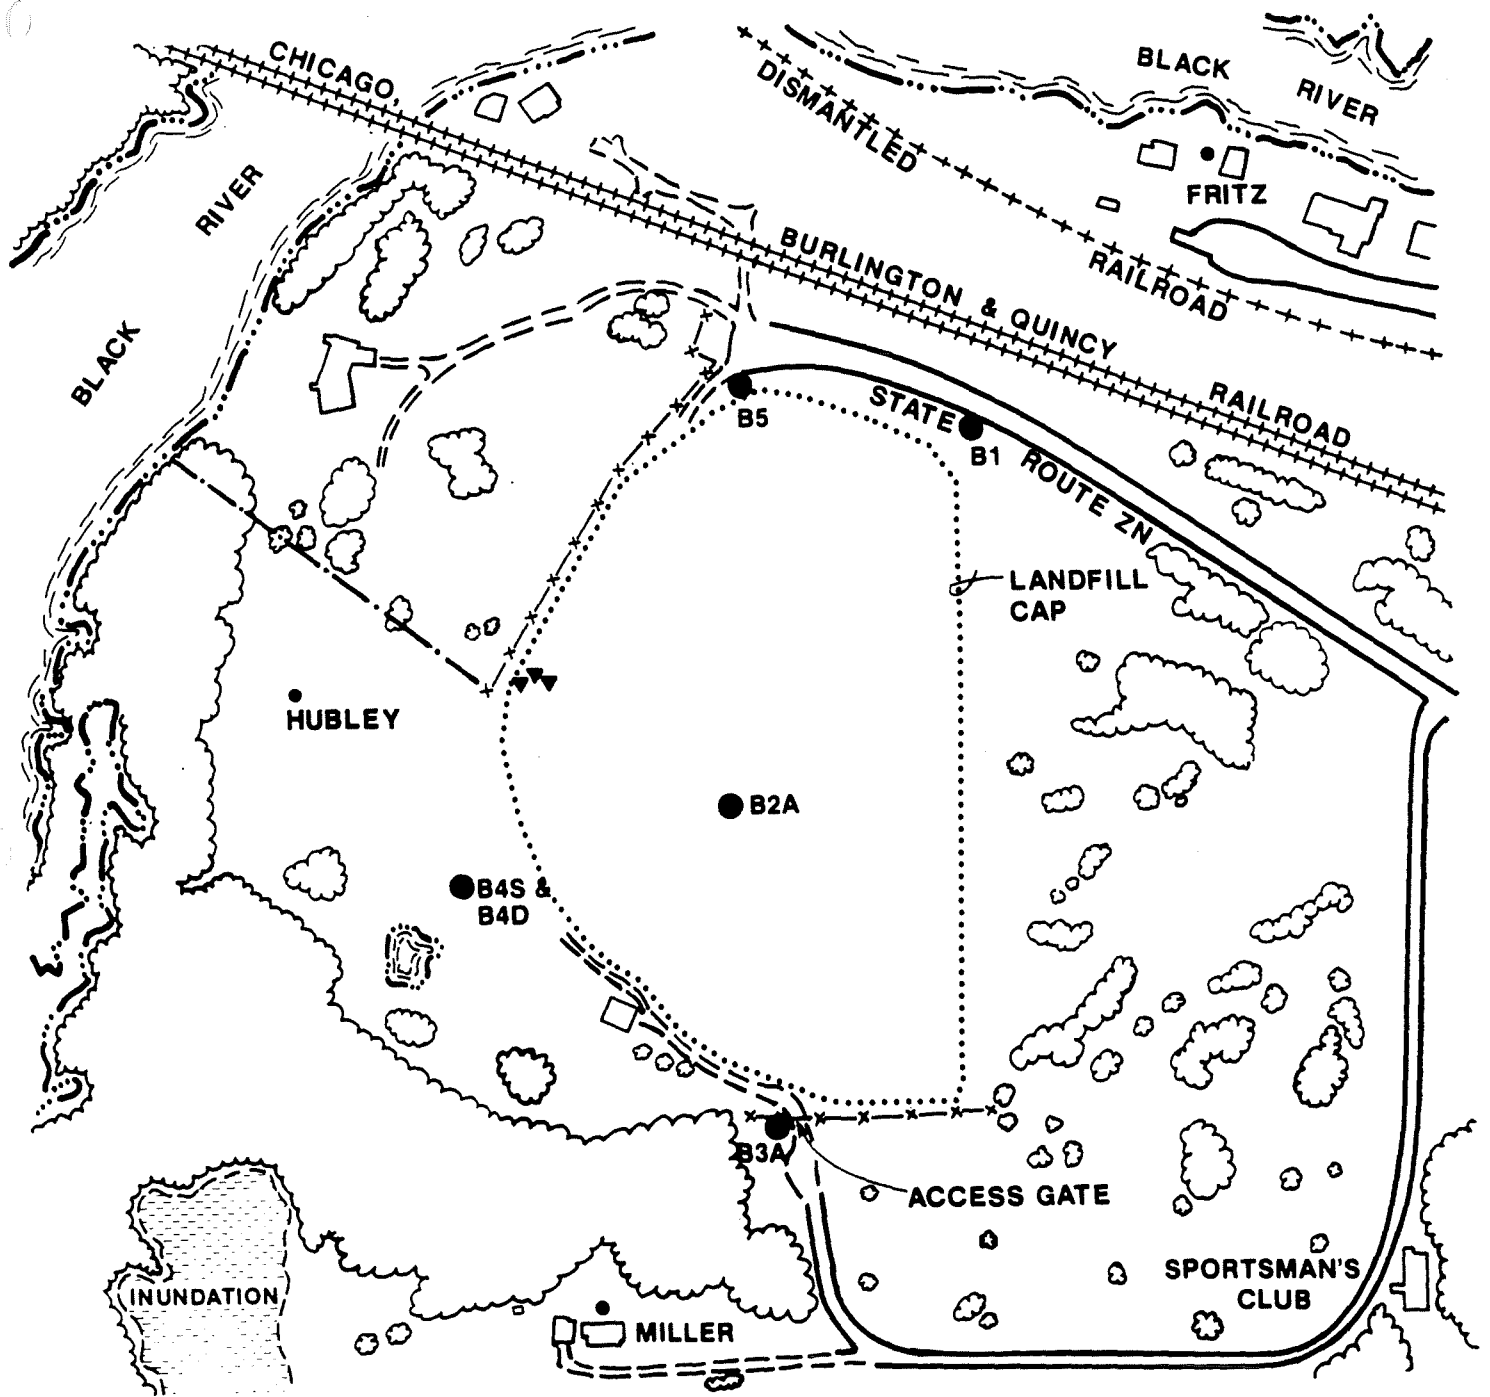 CHICAGO,
BLACK
RIVER
DISMANTLED
RIVER
FRITZ
BURLINGTON & QUINCY
RAILROAD
RAILROAD
BLACK
B5
STATE
B1
ROUTE ZN
LANDFILL
CAP
HUBLEY
B2A
B4S &
B4D
B3A
ACCESS GATE
SPORTSMAN'S
CLUB
INUNDATION
MILLER